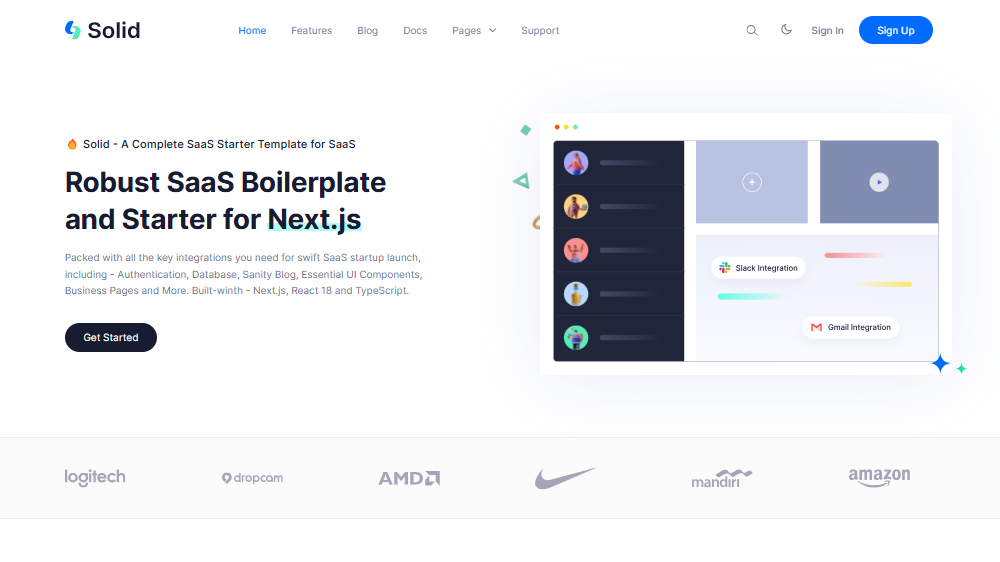 Solid
Home
Features
Blog
Docs
Pages
Support
Sign In
Sign Up
Solid - A Complete SaaS Starter Template for SaaS
Robust SaaS Boilerplate
and Starter for Next.js
Packed with all the key integrations you need for swift SaaS startup launch,
including - Authentication, Database, Sanity Blog, Essential UI Components,
Business Pages and More. Built-winth - Next.js, React 18 and TypeScript.
Get Started
Slack Integration
Gmail Integration
logitech
dropcam
AMD
mandiri
amazon